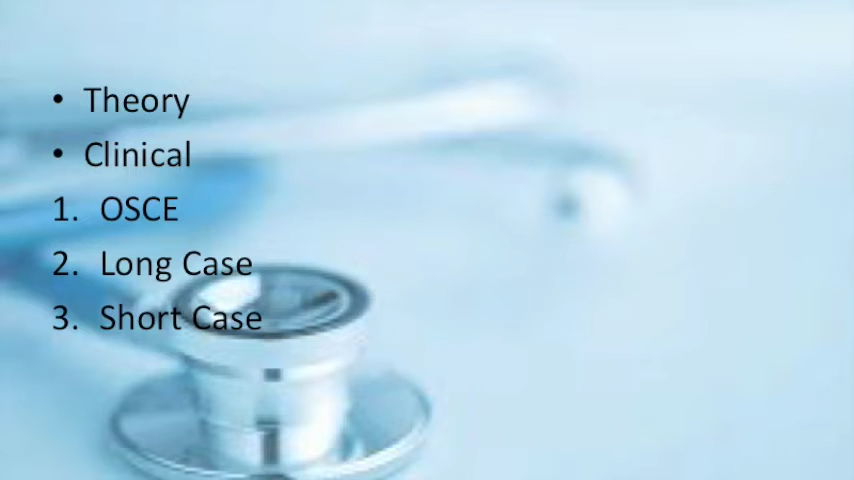 • Theory
• Clinical
1. OSCE
2. Long Case
3. Short Case